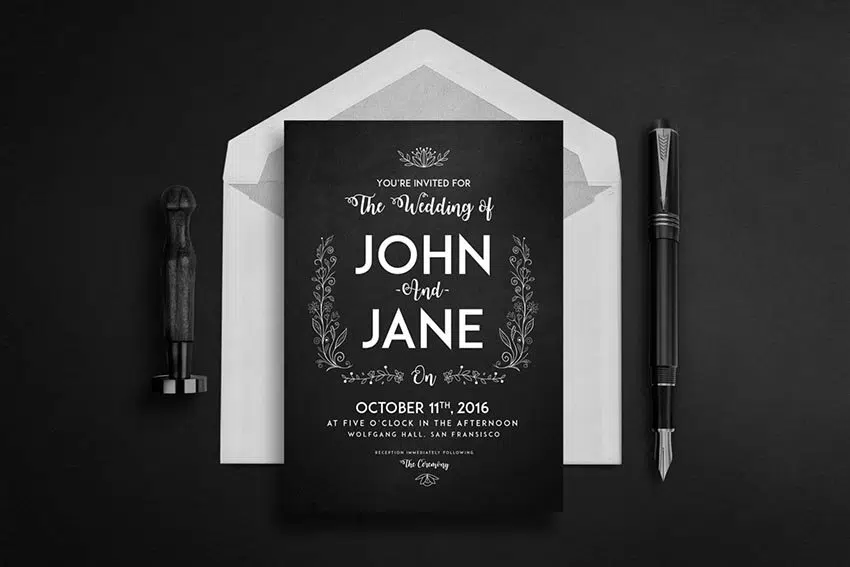 YOU'RE INVITED FOR
The Wedding of
JOHN
-And-
JANE
On
OCTOBER 11TH, 2016
AT FIVE O'CLOCK IN THE AFTERNOON
WOLFGANG HALL, SAN FRANSISCO
RECEPTION IMMEDIATELY FOLLOWING
The Ceremony